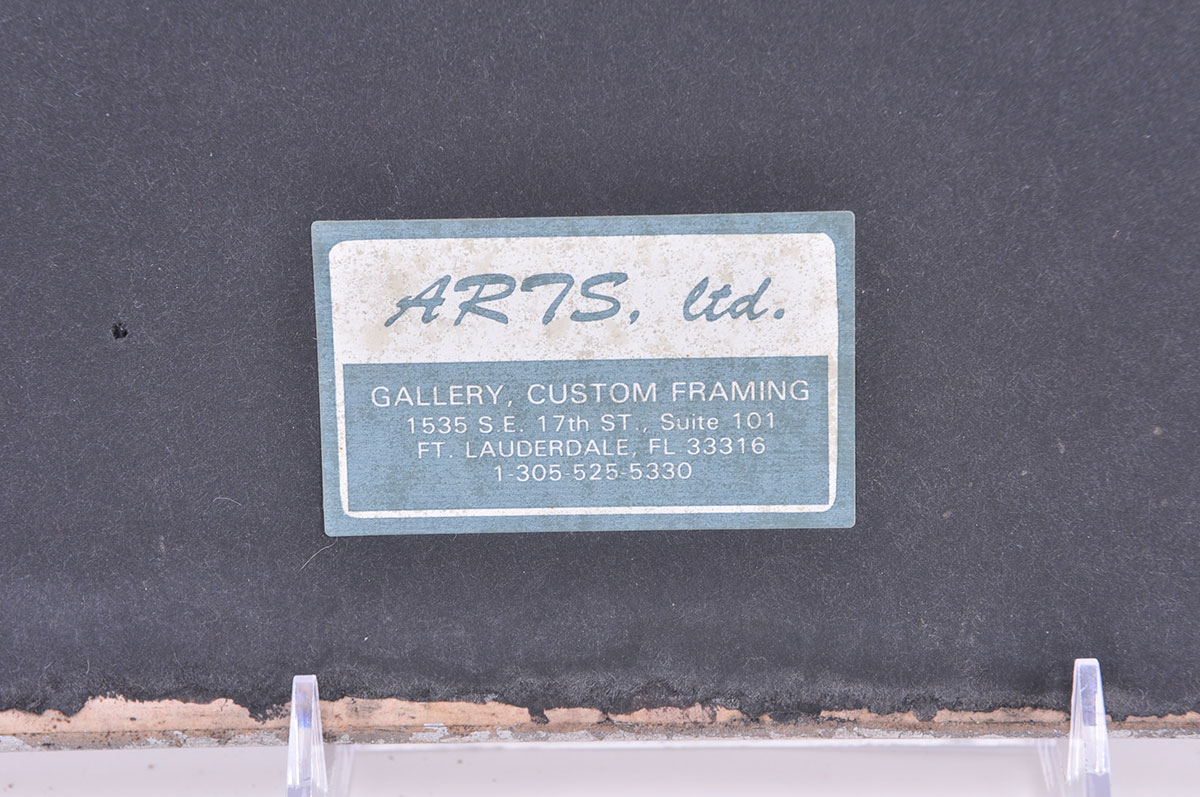 ARTS, ltd.
GALLERY, CUSTOM FRAMING
1535 S.E. 17th ST., Suite 101
FT. LAUDERDALE, FL 33316
1-305-525-5330